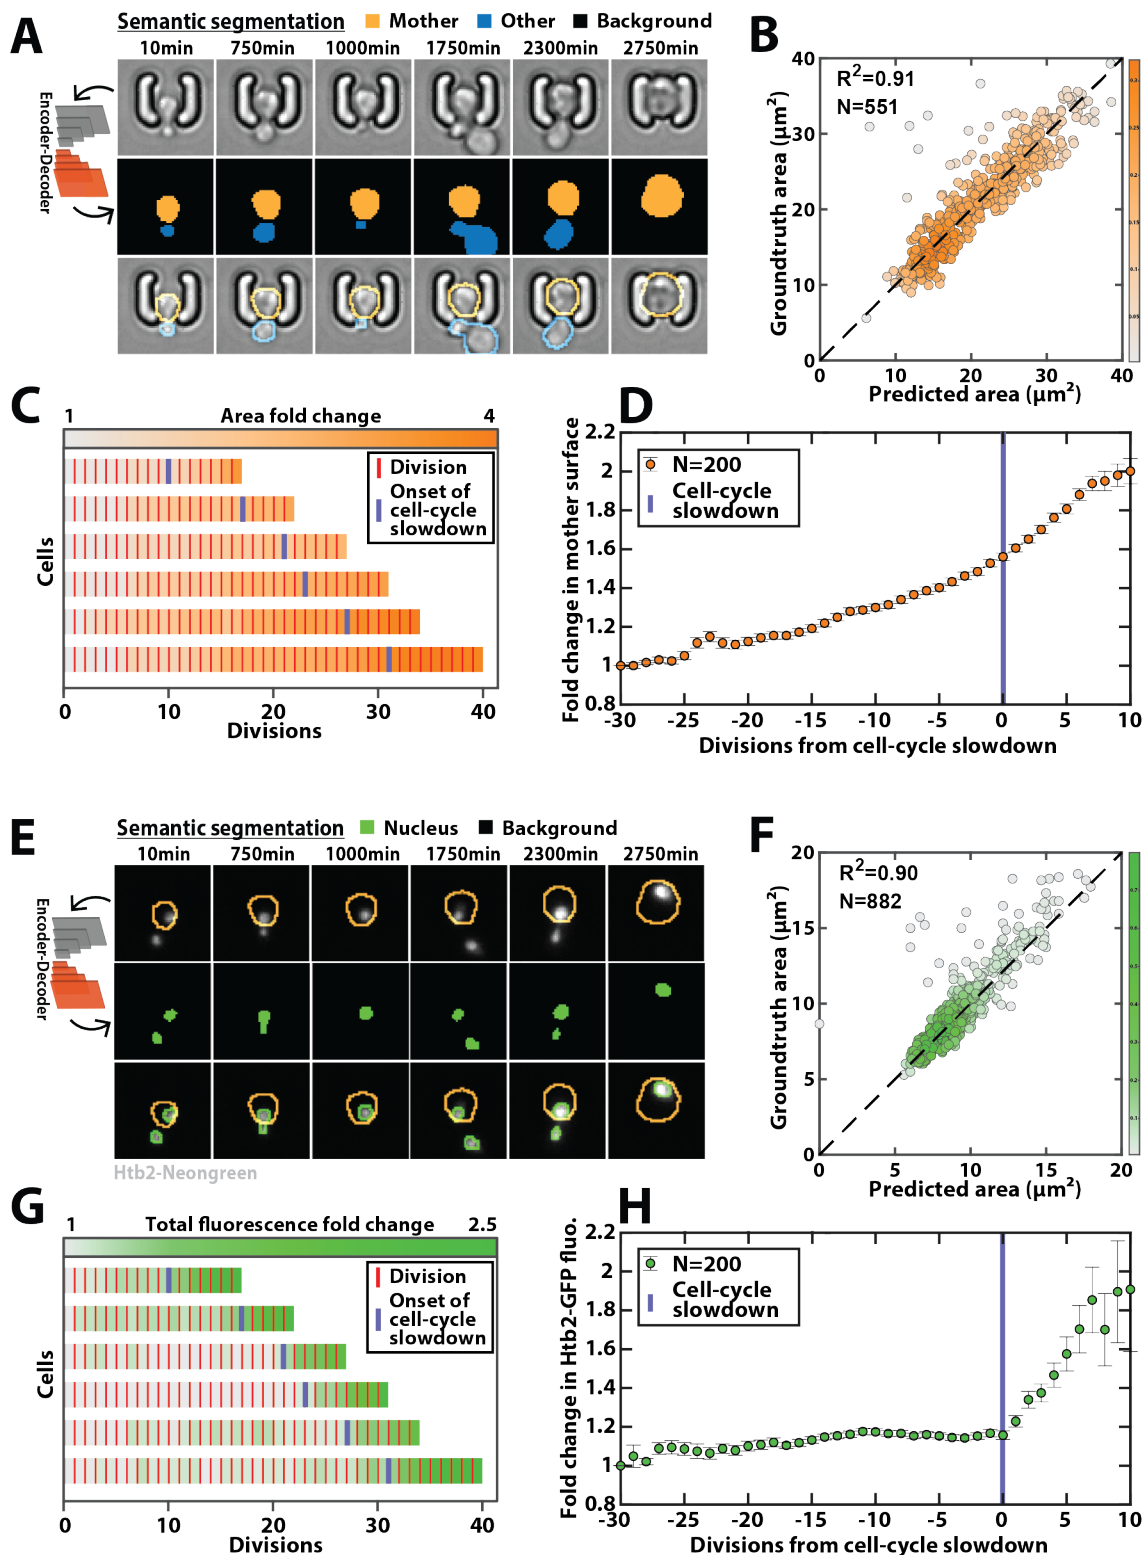 A
Semantic segmentation
Mother
Other
Background
10min 750min 1000min 1750min 2300min 2750min
Encoder-Decoder
B
R²=0.91
N=551
Groundtruth area (µm²)
40
30
20
10
0
0 10 20 30 40
Predicted area (µm²)
C
1 Area fold change 4
Division
Onset of
cell-cycle
slowdown
Cells
0 10 20 30 40
Divisions
D
N=200
Cell-cycle
slowdown
Fold change in mother surface
2.2
2
1.8
1.6
1.4
1.2
1
0.8
-30 -25 -20 -15 -10 -5 0 5 10
Divisions from cell-cycle slowdown
E
Semantic segmentation
Nucleus
Background
10min 750min 1000min 1750min 2300min 2750min
Encoder-Decoder
Htb2-Neongreen
F
R²=0.90
N=882
Groundtruth area (µm²)
20
15
10
5
0
0 5 10 15 20
Predicted area (µm²)
G
1 Total fluorescence fold change 2.5
Division
Onset of
cell-cycle
slowdown
Cells
0 10 20 30 40
Divisions
H
N=200
Cell-cycle
slowdown
Fold change in Htb2-GFP fluo.
2.2
2
1.8
1.6
1.4
1.2
1
0.8
-30 -25 -20 -15 -10 -5 0 5 10
Divisions from cell-cycle slowdown